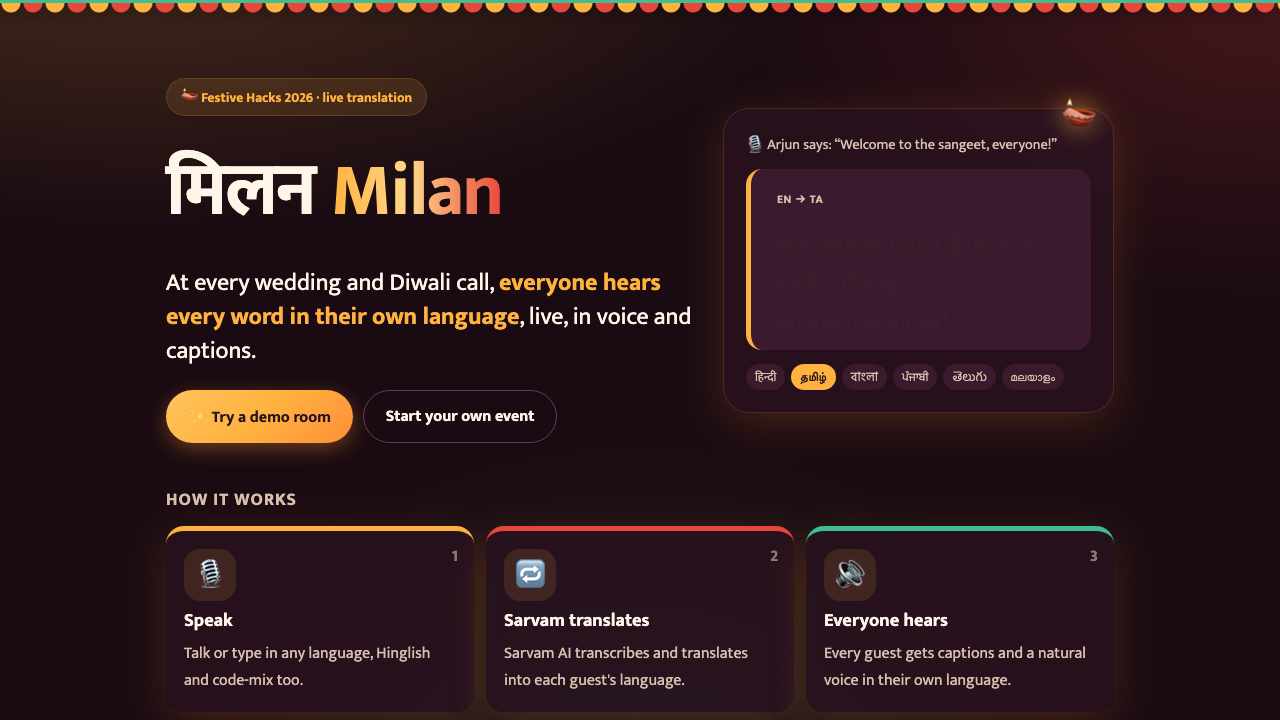 Festive Hacks 2026 · live translation
मिलन Milan
At every wedding and Diwali call, everyone hears
every word in their own language, live, in voice and
captions.
Try a demo room
Start your own event
Arjun says: “Welcome to the sangeet, everyone!”
EN → TA
हिन्दी
தமிழ்
বাংলা
ਪੰਜਾਬੀ
తెలుగు
മലയാളം
HOW IT WORKS
1
Speak
Talk or type in any language, Hinglish
and code-mix too.
2
Sarvam translates
Sarvam AI transcribes and translates
into each guest's language.
3
Everyone hears
Every guest gets captions and a natural
voice in their own language.